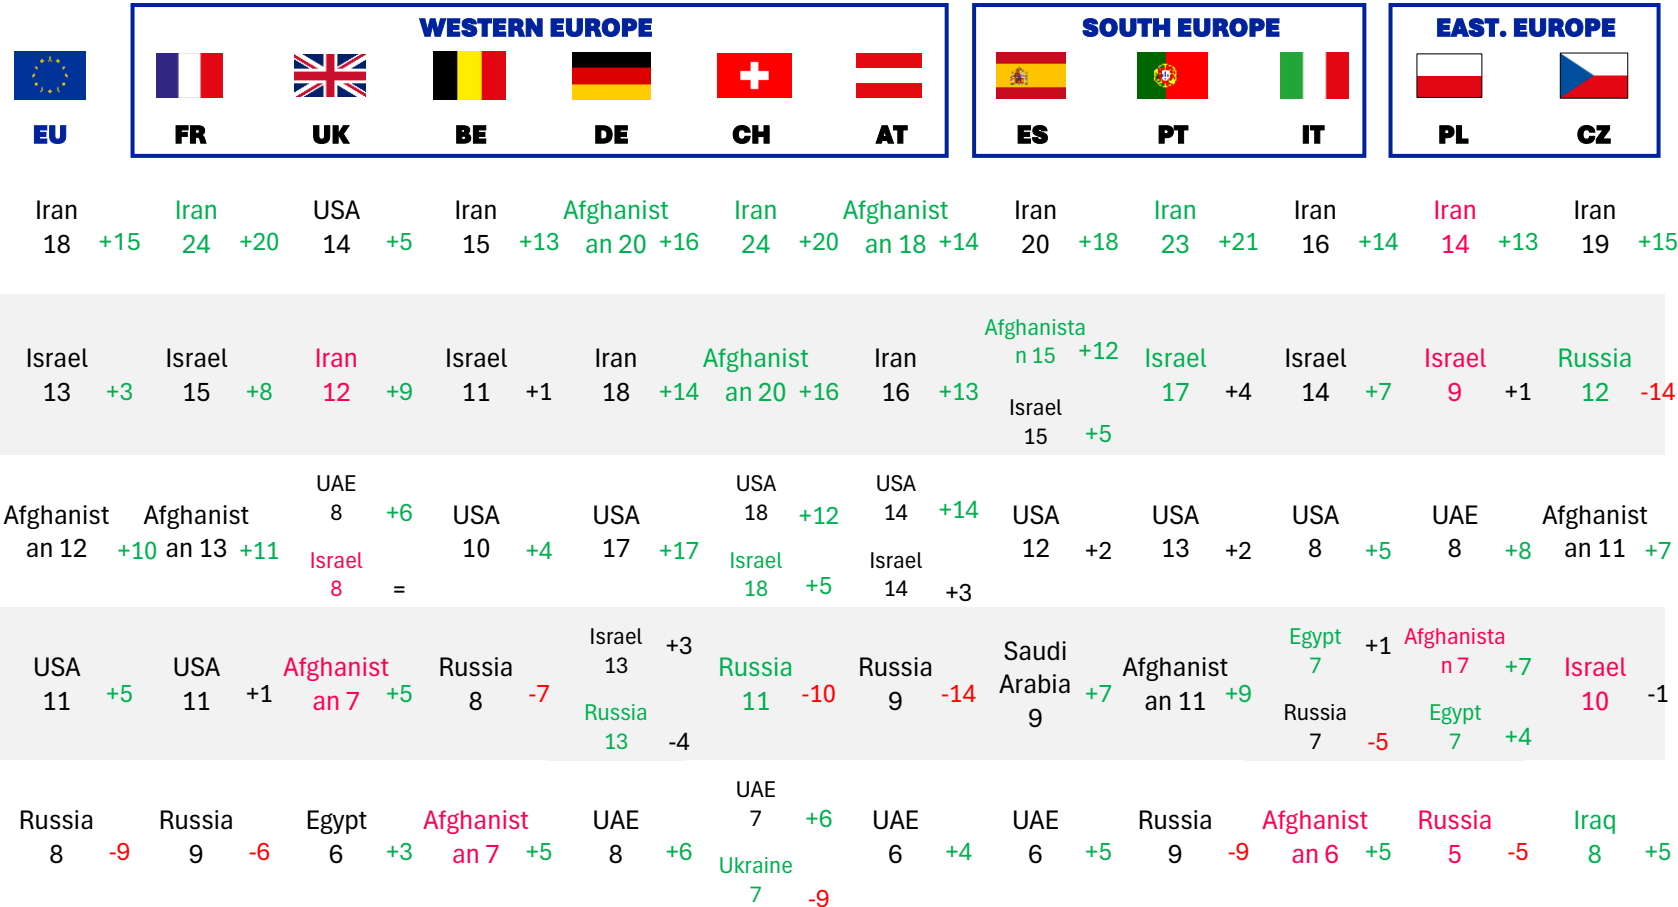 WESTERN EUROPE SOUTH EUROPE EAST. EUROPE
EU FR UK BE DE CH AT ES PT IT PL CZ
Iran Iran USA Iran Afghanist Iran Afghanist Iran Iran Iran Iran Iran
18 +15 24 +20 14 +5 15 +13 an 20 +16 24 +20 an 18 +14 20 +18 23 +21 16 +14 14 +13 19 +15
Afghanista
n 15 +12
Israel Israel Iran Israel Iran Afghanist Iran Israel Israel Israel Russia
13 +3 15 +8 12 +9 11 +1 18 +14 an 20 +16 16 +13 17 +4 14 +7 9 +1 12 -14
Israel
15 +5
UAE USA USA
8 +6 18 +12 14 +14
Afghanist Afghanist USA USA USA USA USA UAE Afghanist
an 12 +10 an 13 +11 10 +4 17 +17 12 +2 13 +2 8 +5 8 +8 an 11 +7
Israel Israel Israel
8 = 18 +5 14 +3
Israel Egypt Afghanista
13 +3 7 +1 n 7 +7
USA USA Afghanist Russia Russia Russia Saudi Afghanist Israel
11 +5 11 +1 an 7 +5 8 -7 11 -10 9 -14 Arabia +7 an 11 +9 10 -1
9
Russia Russia Egypt
13 -4 7 -5 7 +4
UAE
7 +6
Russia Russia Egypt Afghanist UAE UAE UAE Russia Afghanist Russia Iraq
8 -9 9 -6 6 +3 an 7 +5 8 +6 6 +4 6 +5 9 -9 an 6 +5 5 -5 8 +5
Ukraine
7 -9